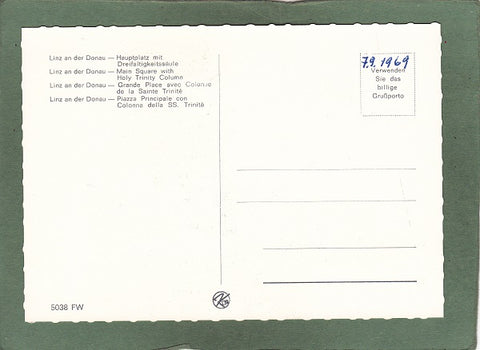 Linz an der Donau — Hauptplatz mit
Dreifaltigkeitssäule
Linz an der Donau — Main Square with
Holy Trinity Column
Linz an der Donau — Grande Place avec Colonne
de la Sainte Trinité
Linz an der Donau — Piazza Principale con
Colonna della SS. Trinità
7.9.1969
Verwenden
Sie das
billige
Grußporto
5038 FW